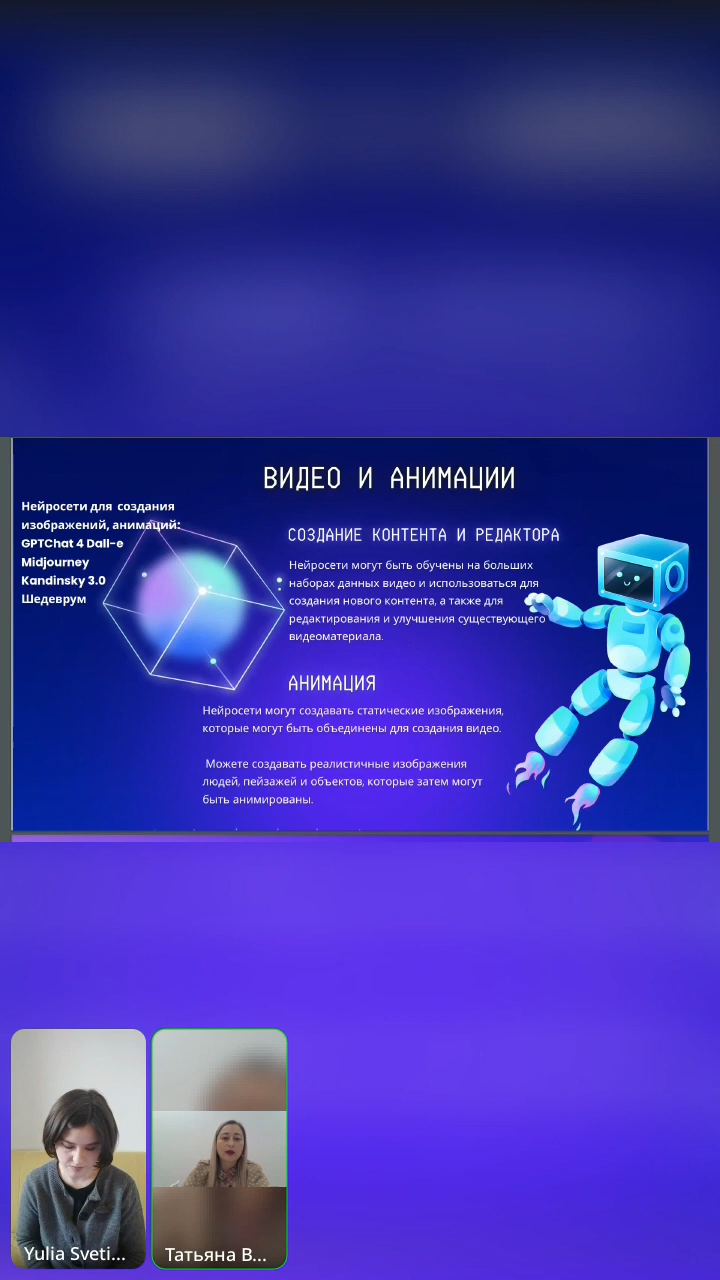 ВИДЕО И АНИМАЦИИ
Нейросети для создания
изображений, анимаций:
GPTChat 4 Dall-e
Midjourney
Kandinsky 3.0
Шедеврум
СОЗДАНИЕ КОНТЕНТА И РЕДАКТОРА
Нейросети могут быть обучены на больших
наборах данных видео и использоваться для
создания нового контента, а также для
редактирования и улучшения существующего
видеоматериала.
АНИМАЦИЯ
Нейросети могут создавать статические изображения,
которые могут быть объединены для создания видео.
Можете создавать реалистичные изображения
людей, пейзажей и объектов, которые затем могут
быть анимированы.
Yulia Sveti...
Татьяна В...